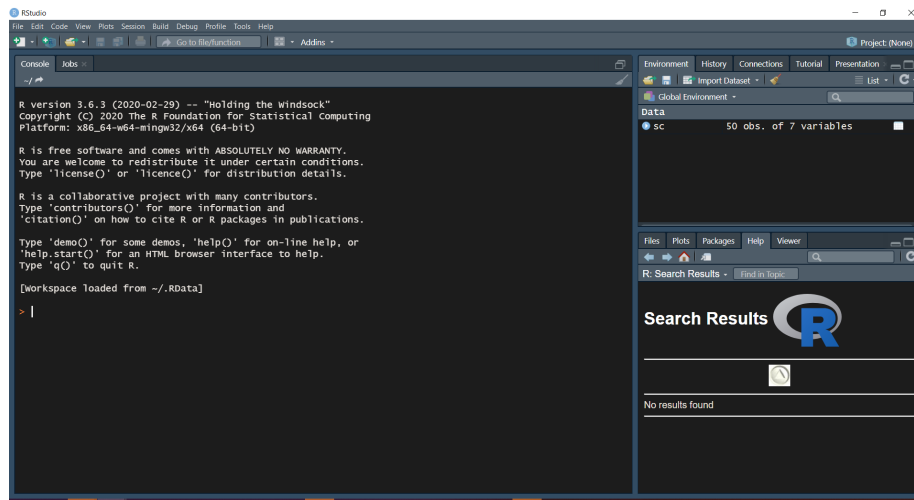 RStudio
File Edit Code View Plots Session Build Debug Profile Tools Help
Go to file/function Addins Project: (None)
Console Jobs
~/
R version 3.6.3 (2020-02-29) -- "Holding the Windsock"
Copyright (C) 2020 The R Foundation for Statistical Computing
Platform: x86_64-w64-mingw32/x64 (64-bit)
R is free software and comes with ABSOLUTELY NO WARRANTY.
You are welcome to redistribute it under certain conditions.
Type 'license()' or 'licence()' for distribution details.
R is a collaborative project with many contributors.
Type 'contributors()' for more information and
'citation()' on how to cite R or R packages in publications.
Type 'demo()' for some demos, 'help()' for on-line help, or
'help.start()' for an HTML browser interface to help.
Type 'q()' to quit R.
[Workspace loaded from ~/.RData]
>
Environment History Connections Tutorial Presentation
Import Dataset List
Global Environment
Data
sc 50 obs. of 7 variables
Files Plots Packages Help Viewer
R: Search Results Find in Topic
Search Results R
No results found